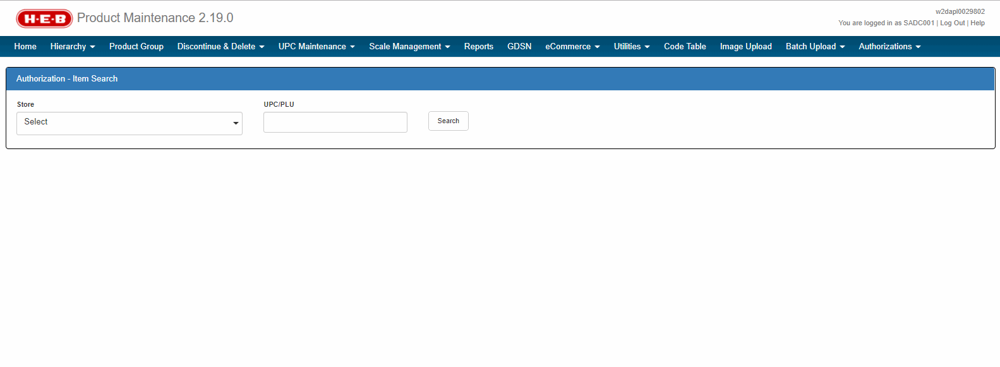 H-E-B Product Maintenance 2.19.0
w2dapl0029802
You are logged in as SADC001 | Log Out | Help
Home Hierarchy Product Group Discontinue & Delete UPC Maintenance Scale Management Reports GDSN eCommerce Utilities Code Table Image Upload Batch Upload Authorizations
Authorization - Item Search
Store UPC/PLU
Select Search